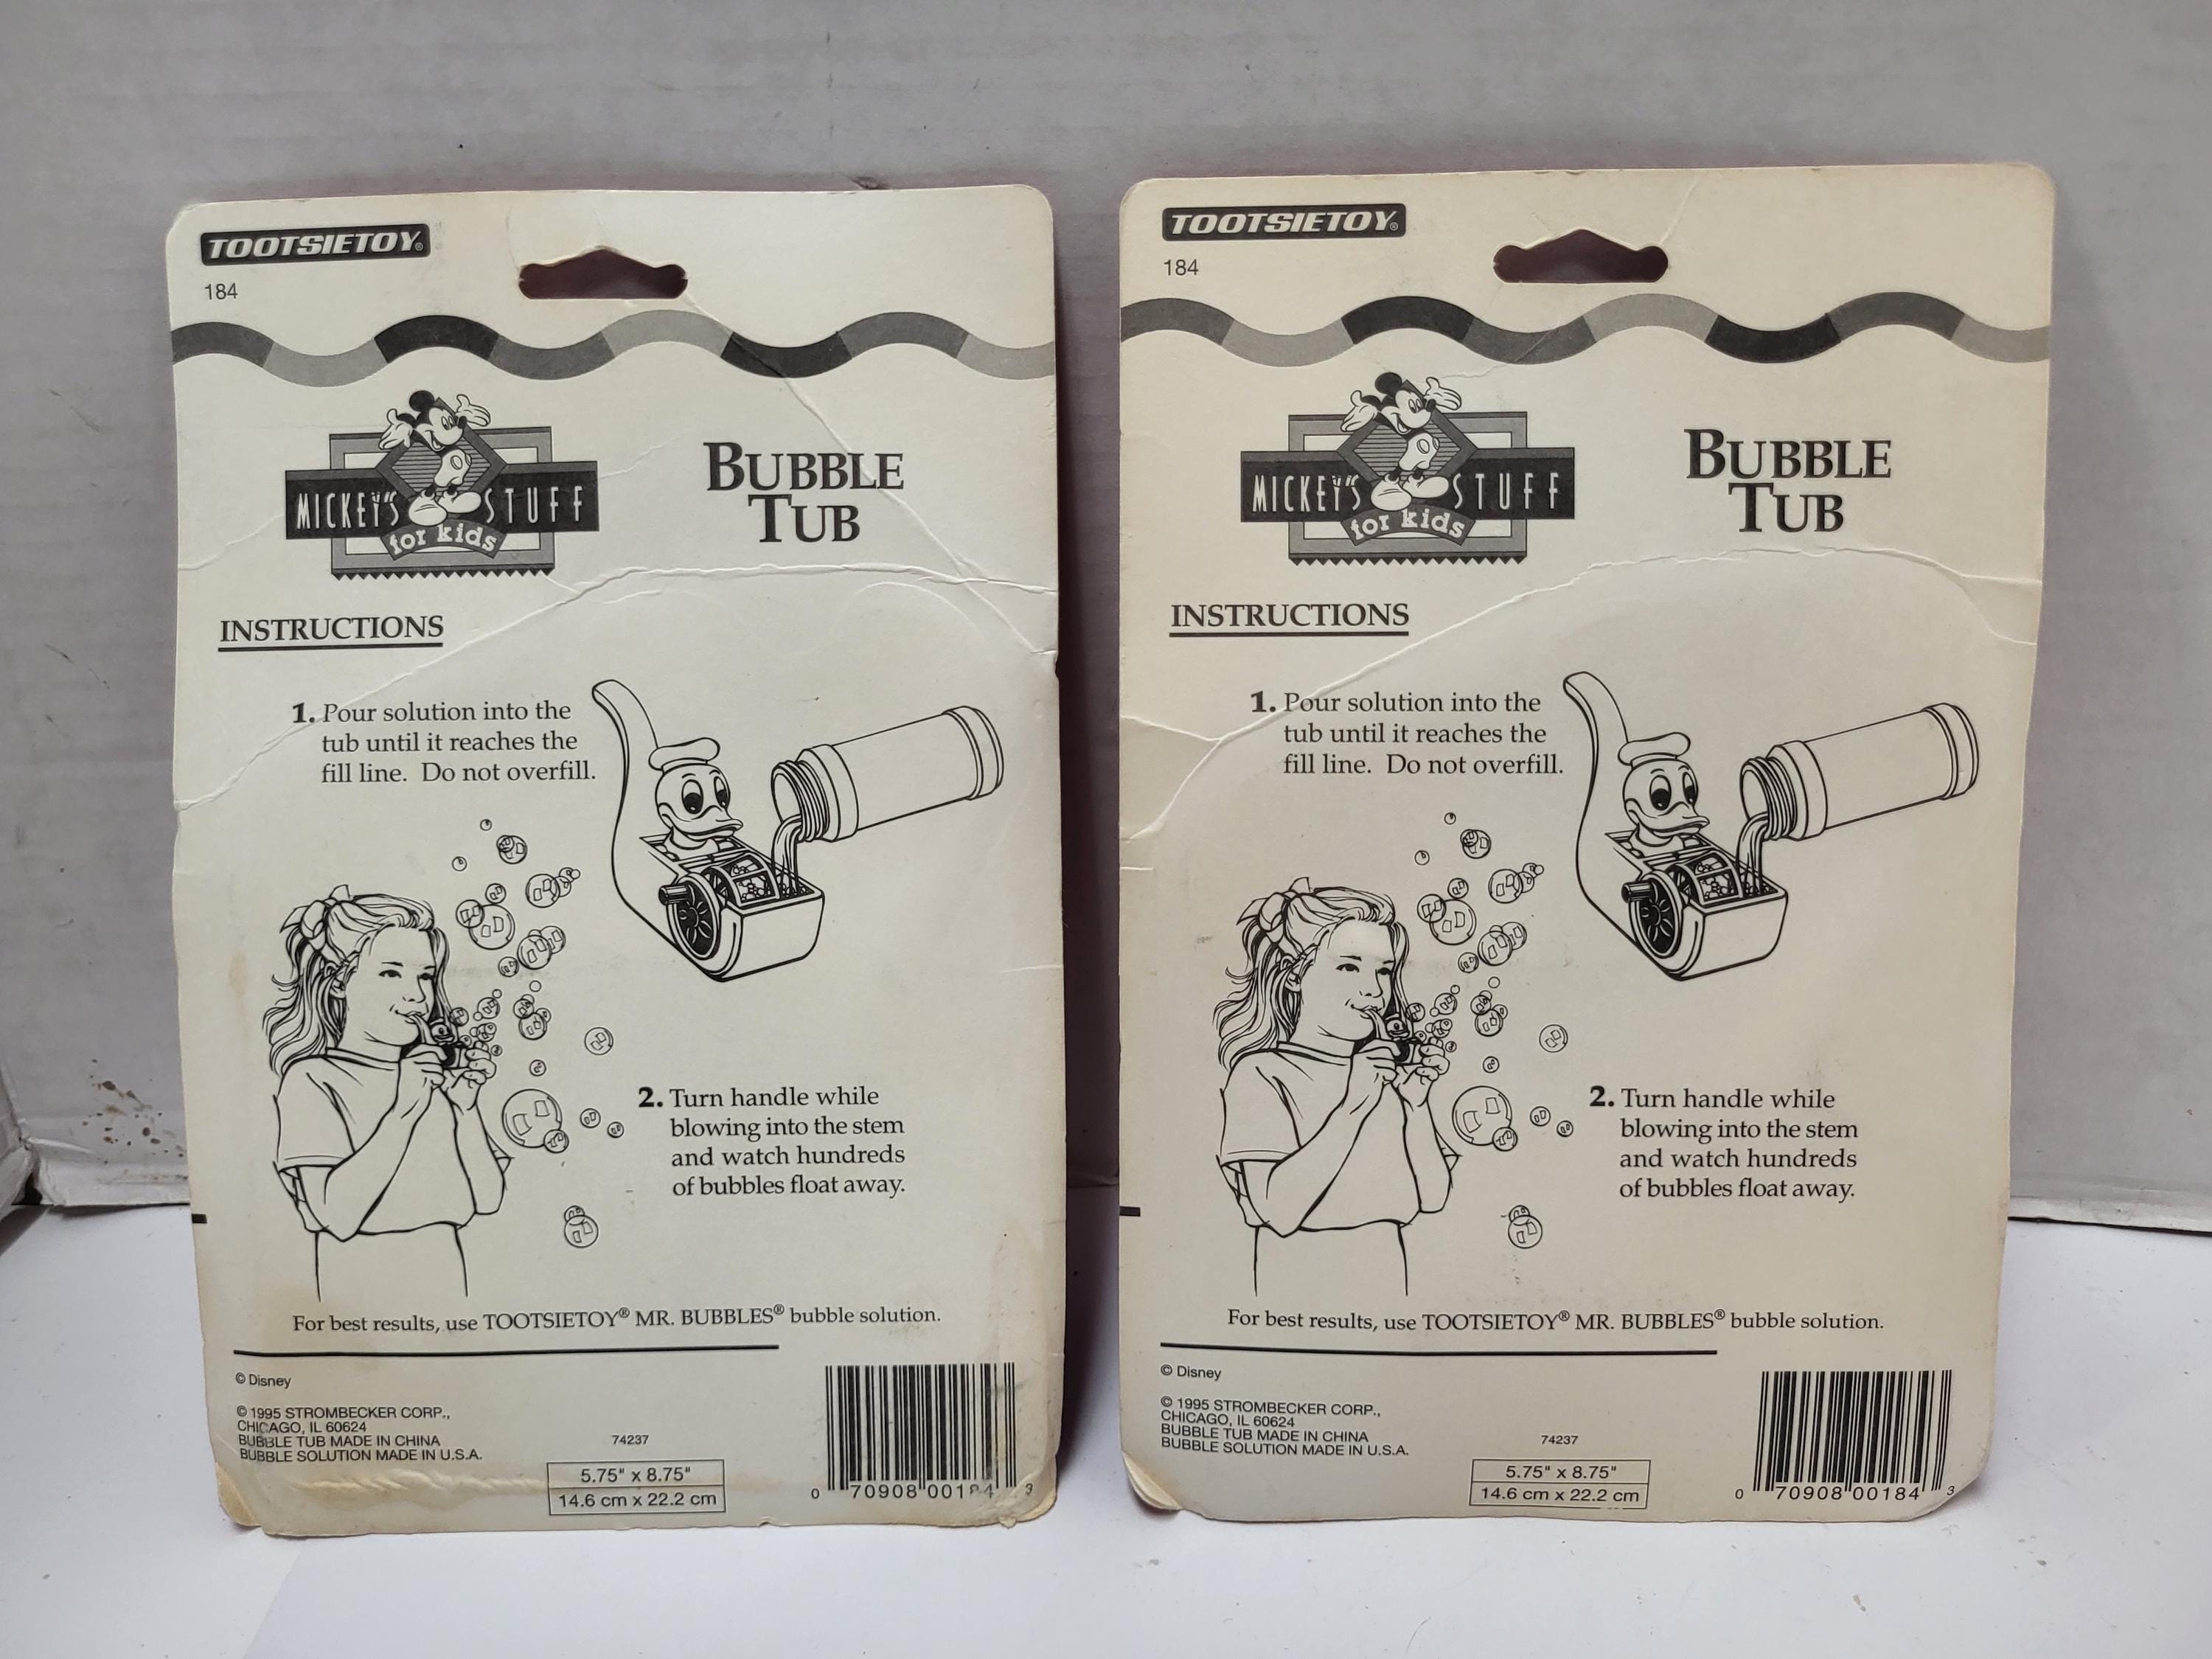 TOOTSIETOY®
184
MICKEY'S STUFF
for kids
BUBBLE
TUB
INSTRUCTIONS
1. Pour solution into the
tub until it reaches the
fill line. Do not overfill.
2. Turn handle while
blowing into the stem
and watch hundreds
of bubbles float away.
For best results, use TOOTSIETOY® MR. BUBBLES® bubble solution.
© Disney
© 1995 STROMBECKER CORP.,
CHICAGO, IL 60624
BUBBLE TUB MADE IN CHINA
BUBBLE SOLUTION MADE IN U.S.A.
74237
5.75" x 8.75"
14.6 cm x 22.2 cm
0 70908 00184 3
TOOTSIETOY®
184
MICKEY'S STUFF
for kids
BUBBLE
TUB
INSTRUCTIONS
1. Pour solution into the
tub until it reaches the
fill line. Do not overfill.
2. Turn handle while
blowing into the stem
and watch hundreds
of bubbles float away.
For best results, use TOOTSIETOY® MR. BUBBLES® bubble solution.
© Disney
© 1995 STROMBECKER CORP.,
CHICAGO, IL 60624
BUBBLE TUB MADE IN CHINA
BUBBLE SOLUTION MADE IN U.S.A.
74237
5.75" x 8.75"
14.6 cm x 22.2 cm
0 70908 00184 3